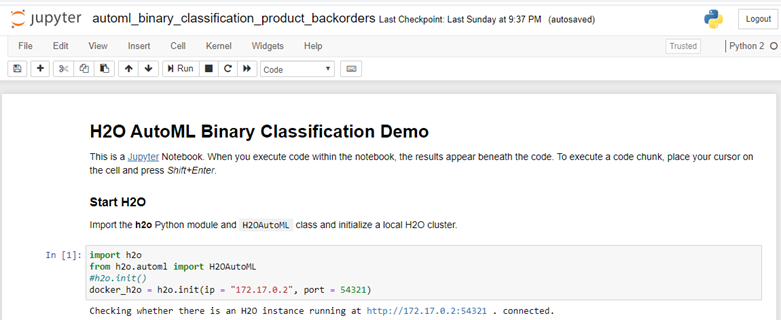 jupyter automl_binary_classification_product_backorders Last Checkpoint: Last Sunday at 9:37 PM (autosaved) Logout
File Edit View Insert Cell Kernel Widgets Help Trusted Python 2
Run Code
H2O AutoML Binary Classification Demo
This is a Jupyter Notebook. When you execute code within the notebook, the results appear beneath the code. To execute a code chunk, place your cursor on
the cell and press Shift+Enter.
Start H2O
Import the h2o Python module and H2OAutoML class and initialize a local H2O cluster.
In [1]: import h2o
from h2o.automl import H2OAutoML
#h2o.init()
docker_h2o = h2o.init(ip = "172.17.0.2", port = 54321)
Checking whether there is an H2O instance running at http://172.17.0.2:54321 . connected.